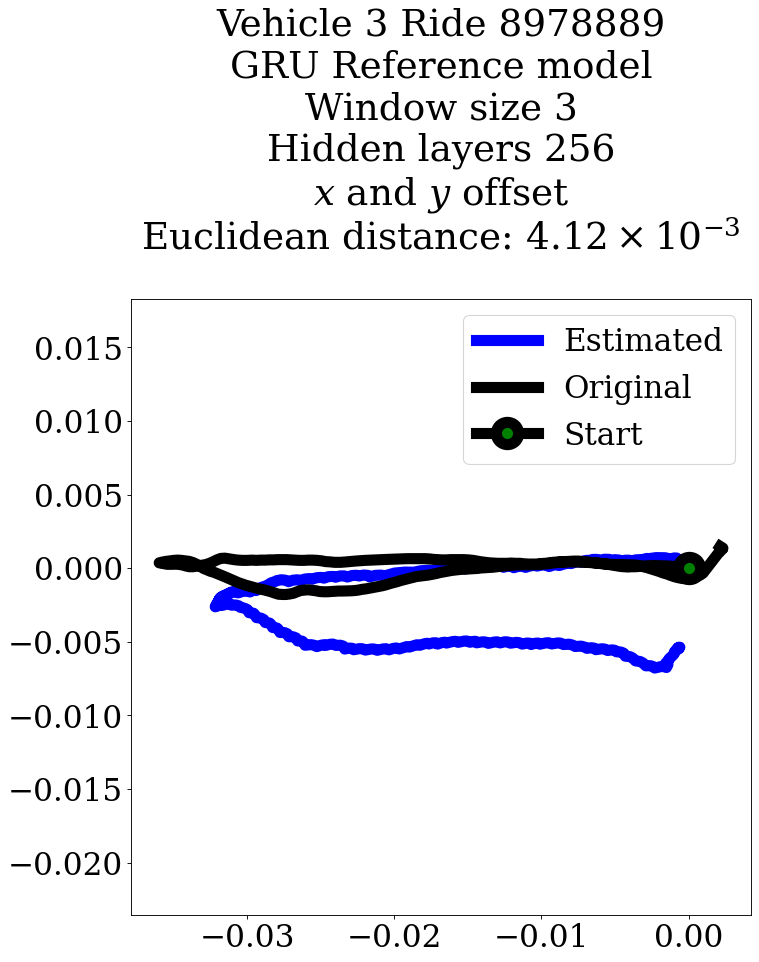 Vehicle 3 Ride 8978889
GRU Reference model
Window size 3
Hidden layers 256
x and y offset
Euclidean distance: 4.12 × 10⁻³
Estimated
Original
Start
0.015
0.010
0.005
0.000
−0.005
−0.010
−0.015
−0.020
−0.03 −0.02 −0.01 0.00